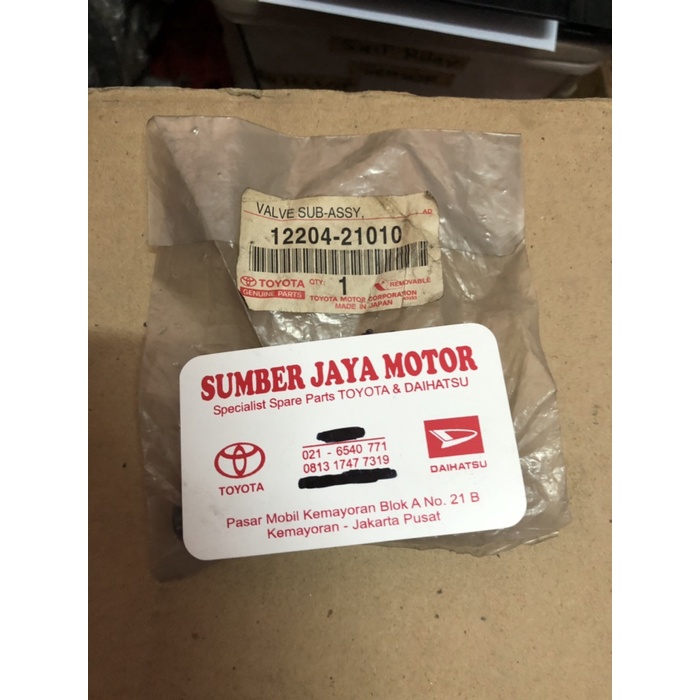 VALVE SUB-ASSY, AD
12204-21010
TOYOTA QTY 1 REMOVABLE
GENUINE PARTS TOYOTA MOTOR CORPORATION
MADE IN JAPAN
SUMBER JAYA MOTOR
Specialist Spare Parts TOYOTA & DAIHATSU
021 - 6540 771
0813 1747 7319
TOYOTA
DAIHATSU
Pasar Mobil Kemayoran Blok A No. 21 B
Kemayoran - Jakarta Pusat